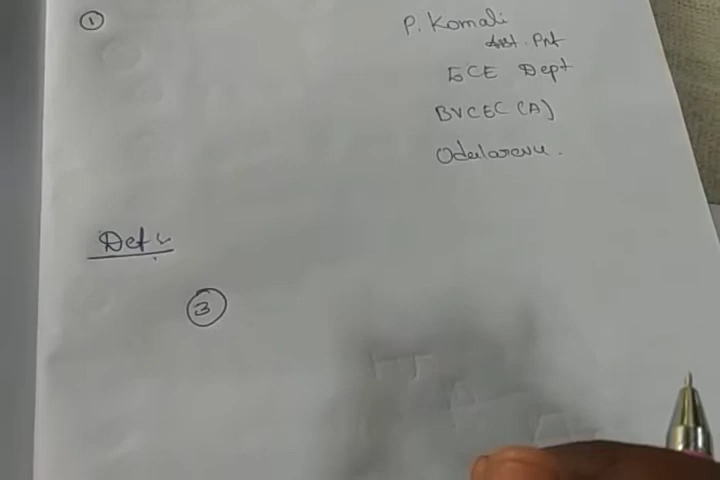 ①
P. Komali
Asst. Prof
ECE Dept
BVCEC (A)
Odalarevu.
Def:
③